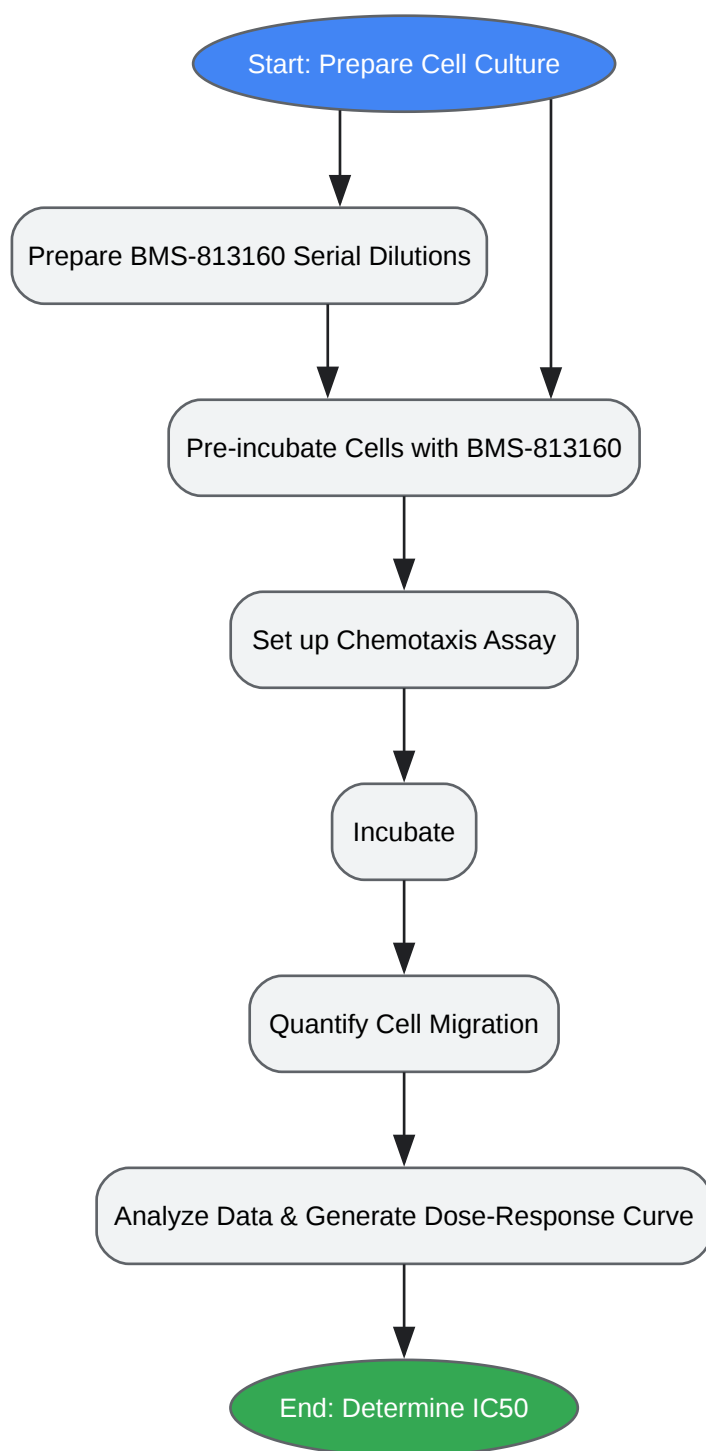 Start: Prepare Cell Culture
Prepare BMS-813160 Serial Dilutions
Pre-incubate Cells with BMS-813160
Set up Chemotaxis Assay
Incubate
Quantify Cell Migration
Analyze Data & Generate Dose-Response Curve
End: Determine IC50